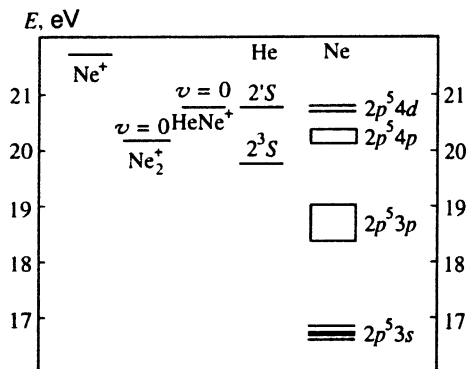 E, eV
He Ne
Ne⁺
21 v = 0 2'S 2p⁵4d 21
v = 0 HeNe⁺ 2p⁵4p
20 Ne₂⁺ 2³S 20
19 19
2p⁵3p
18 18
17 2p⁵3s 17